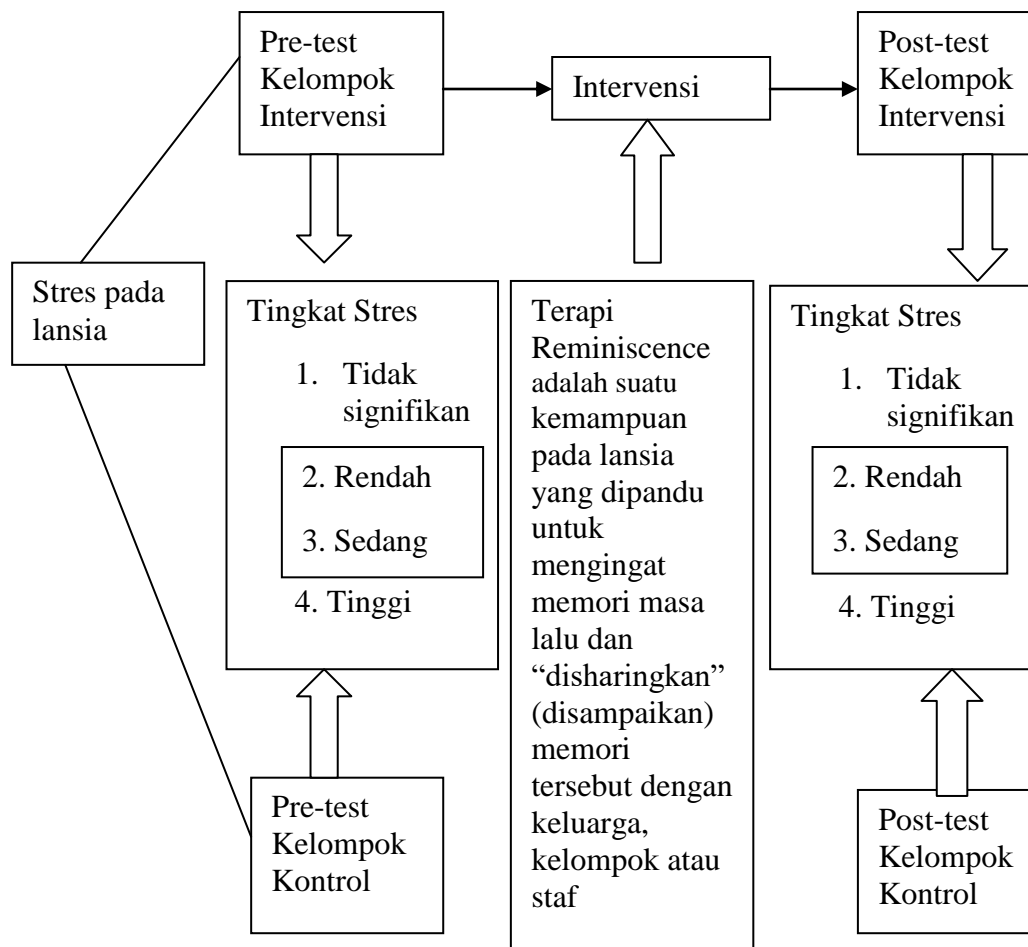 Pre-test
Kelompok
Intervensi
Intervensi
Post-test
Kelompok
Intervensi
Stres pada
lansia
Tingkat Stres
1. Tidak
signifikan
2. Rendah
3. Sedang
4. Tinggi
Terapi
Reminiscence
adalah suatu
kemampuan
pada lansia
yang dipandu
untuk
mengingat
memori masa
lalu dan
“disharingkan”
(disampaikan)
memori
tersebut dengan
keluarga,
kelompok atau
staf
Tingkat Stres
1. Tidak
signifikan
2. Rendah
3. Sedang
4. Tinggi
Pre-test
Kelompok
Kontrol
Post-test
Kelompok
Kontrol